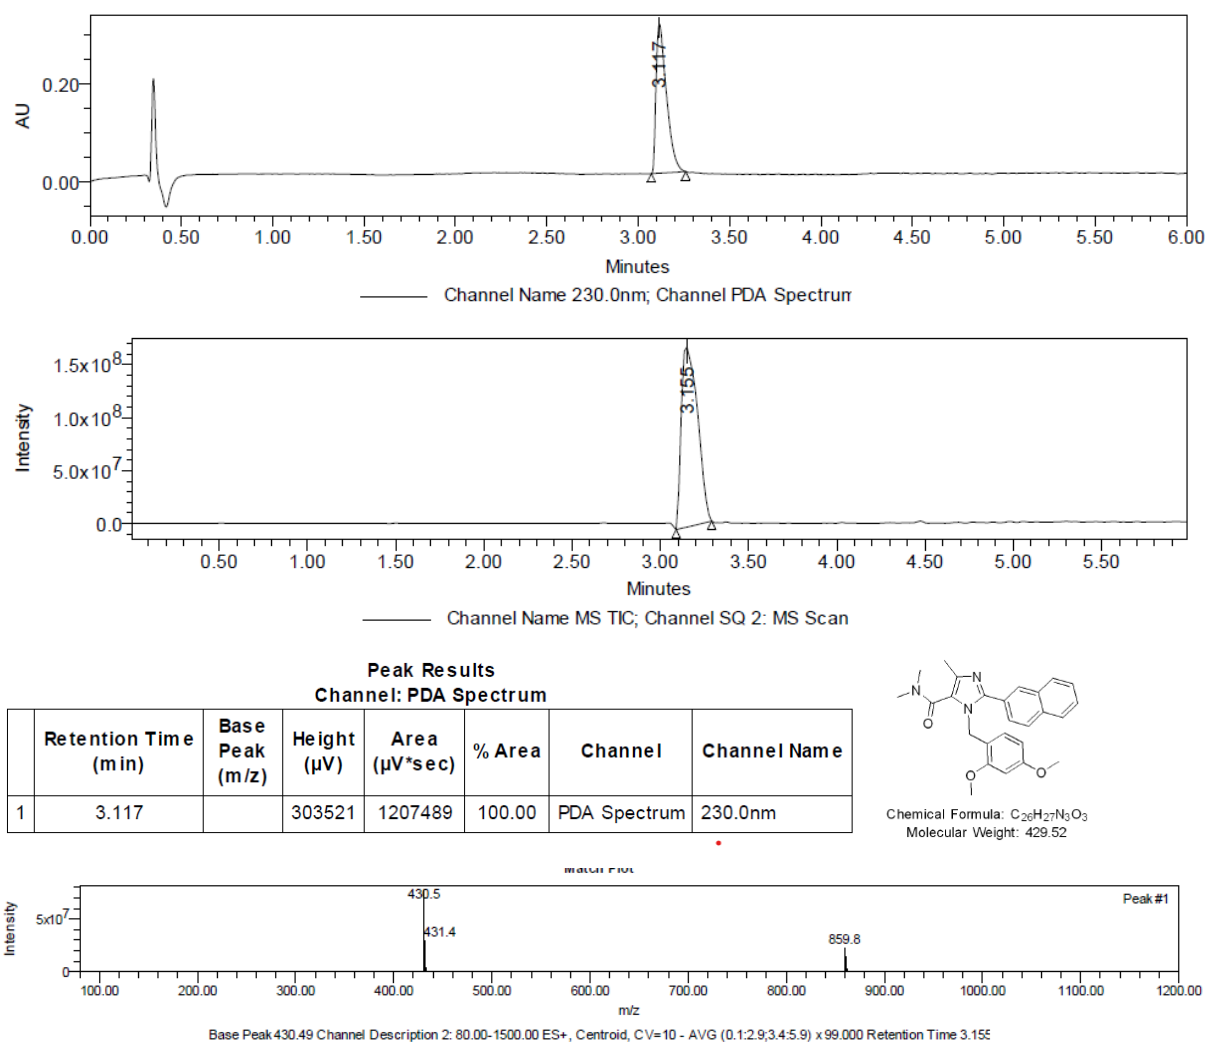 0.20
0.00
AU
3.117
0.00 0.50 1.00 1.50 2.00 2.50 3.00 3.50 4.00 4.50 5.00 5.50 6.00
Minutes
Channel Name 230.0nm; Channel PDA Spectrum
1.5x10⁸
1.0x10⁸
5.0x10⁷
0.0
Intensity
3.155
0.50 1.00 1.50 2.00 2.50 3.00 3.50 4.00 4.50 5.00 5.50
Minutes
Channel Name MS TIC; Channel SQ 2: MS Scan
Peak Results
Channel: PDA Spectrum
Retention Time (min) Base Peak (m/z) Height (µV) Area (µV*sec) % Area Channel Channel Name
1 3.117 303521 1207489 100.00 PDA Spectrum 230.0nm
N
N
O
N
O
O
Chemical Formula: C₂₆H₂₇N₃O₃
Molecular Weight: 429.52
Match Plot
Peak #1
430.5
431.4
859.8
5x10⁷
0
Intensity
100.00 200.00 300.00 400.00 500.00 600.00 700.00 800.00 900.00 1000.00 1100.00 1200.00
m/z
Base Peak 430.49 Channel Description 2: 80.00-1500.00 ES+, Centroid, CV=10 - AVG (0.1:2.9;3.4:5.9) x 99.000 Retention Time 3.155